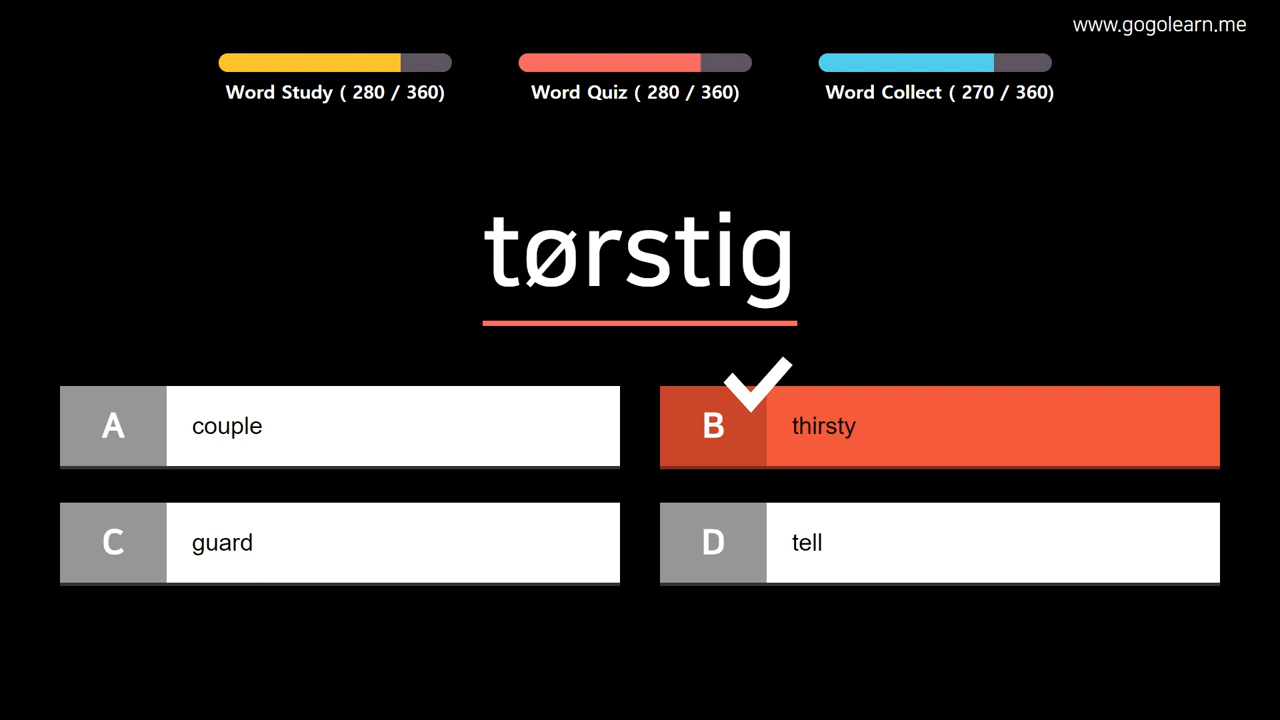 www.gogolearn.me
Word Study ( 280 / 360)
Word Quiz ( 280 / 360)
Word Collect ( 270 / 360)
tørstig
A couple
B thirsty
C guard
D tell